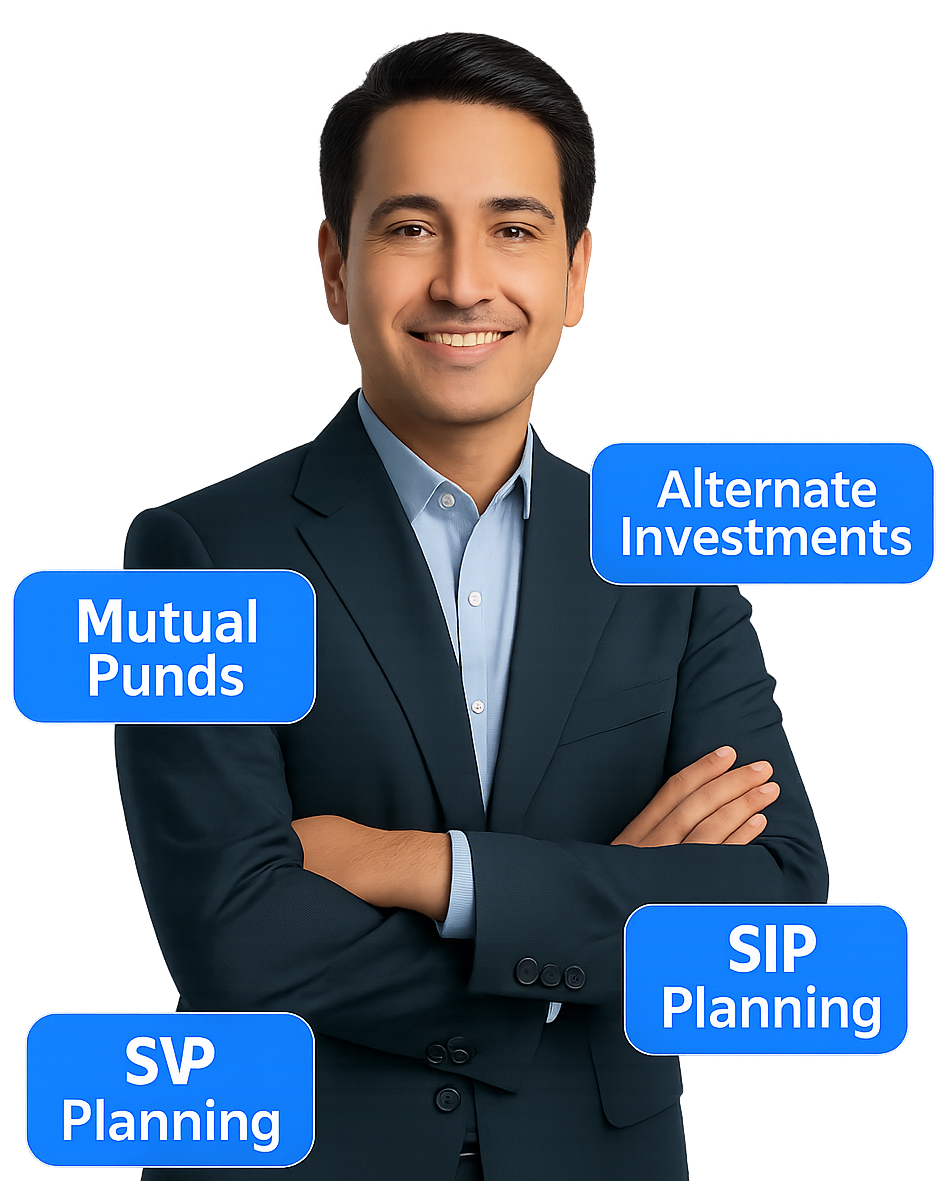 Alternate
Investments
Mutual
Punds
SIP
Planning
SVP
Planning